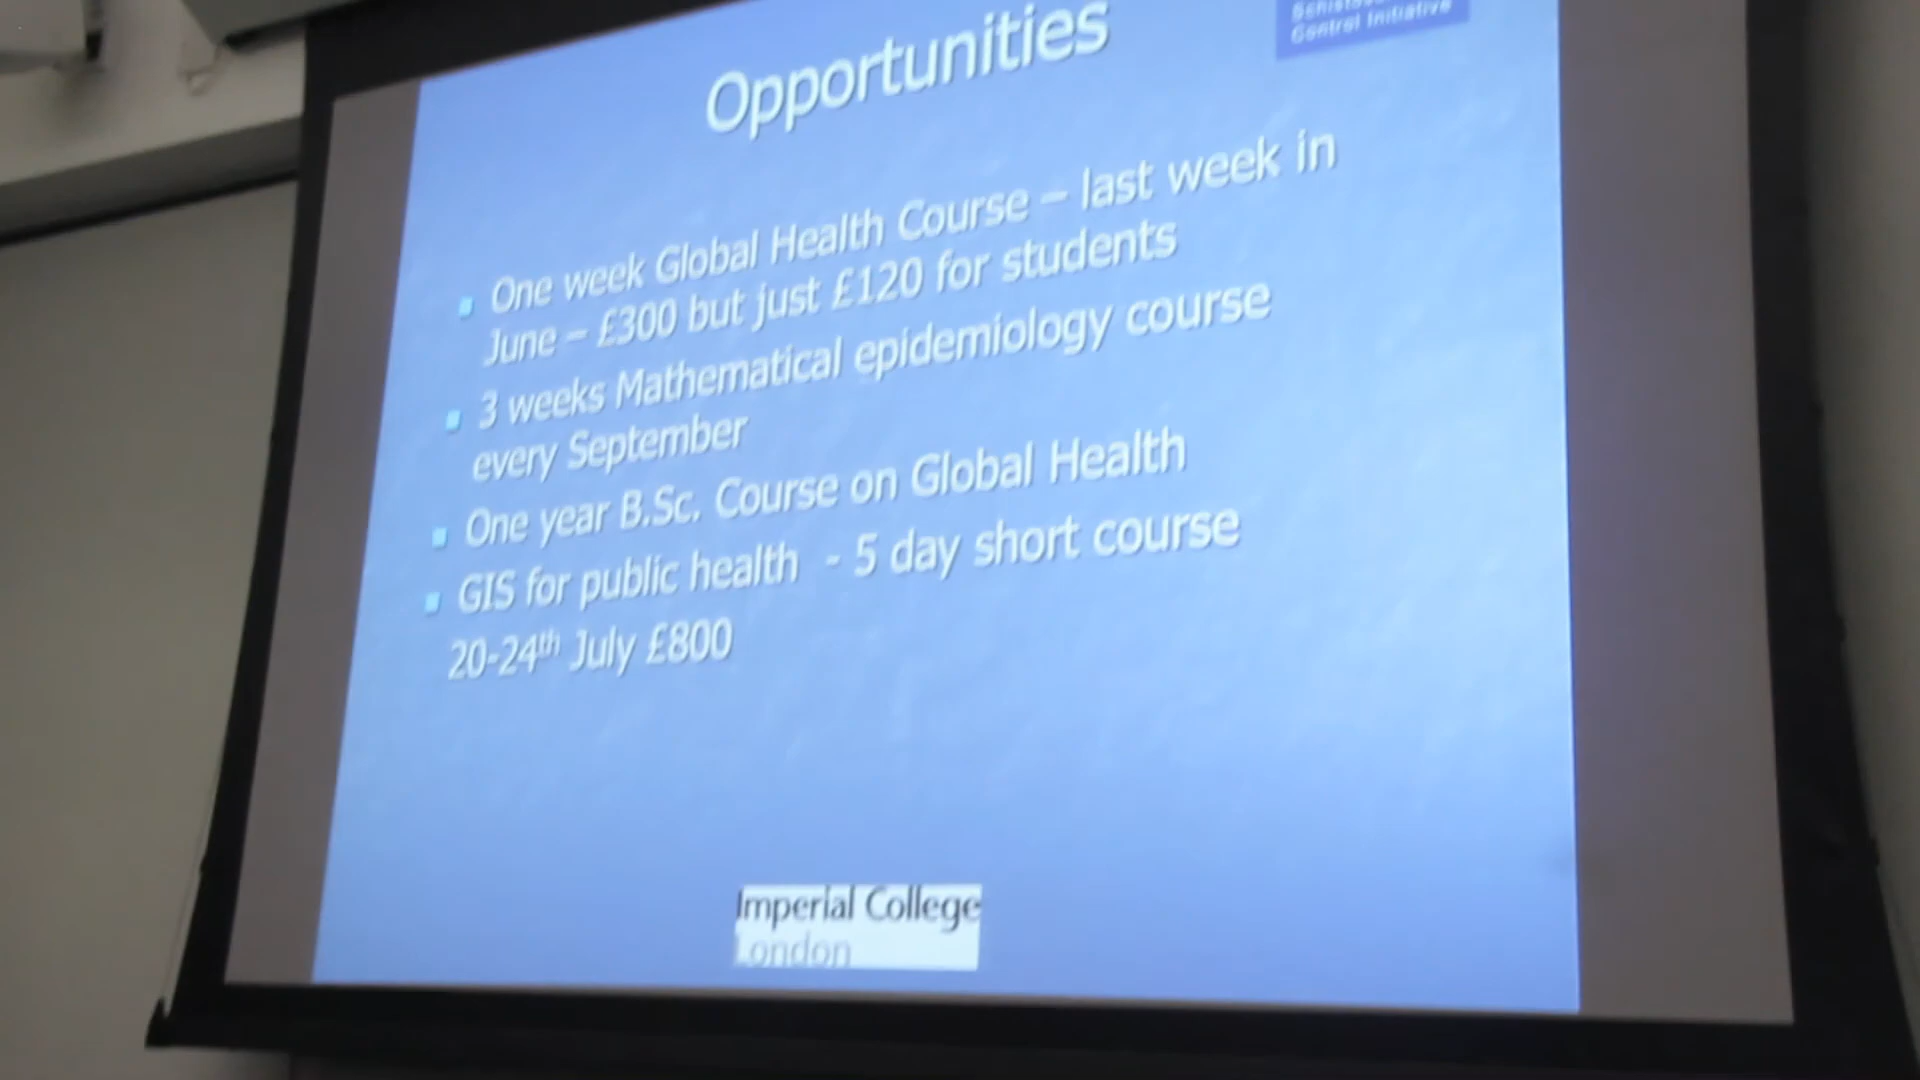 Opportunities
Control Initiative
One week Global Health Course – last week in
June – £300 but just £120 for students
3 weeks Mathematical epidemiology course
every September
One year B.Sc. Course on Global Health
GIS for public health - 5 day short course
20-24th July £800
Imperial College
London